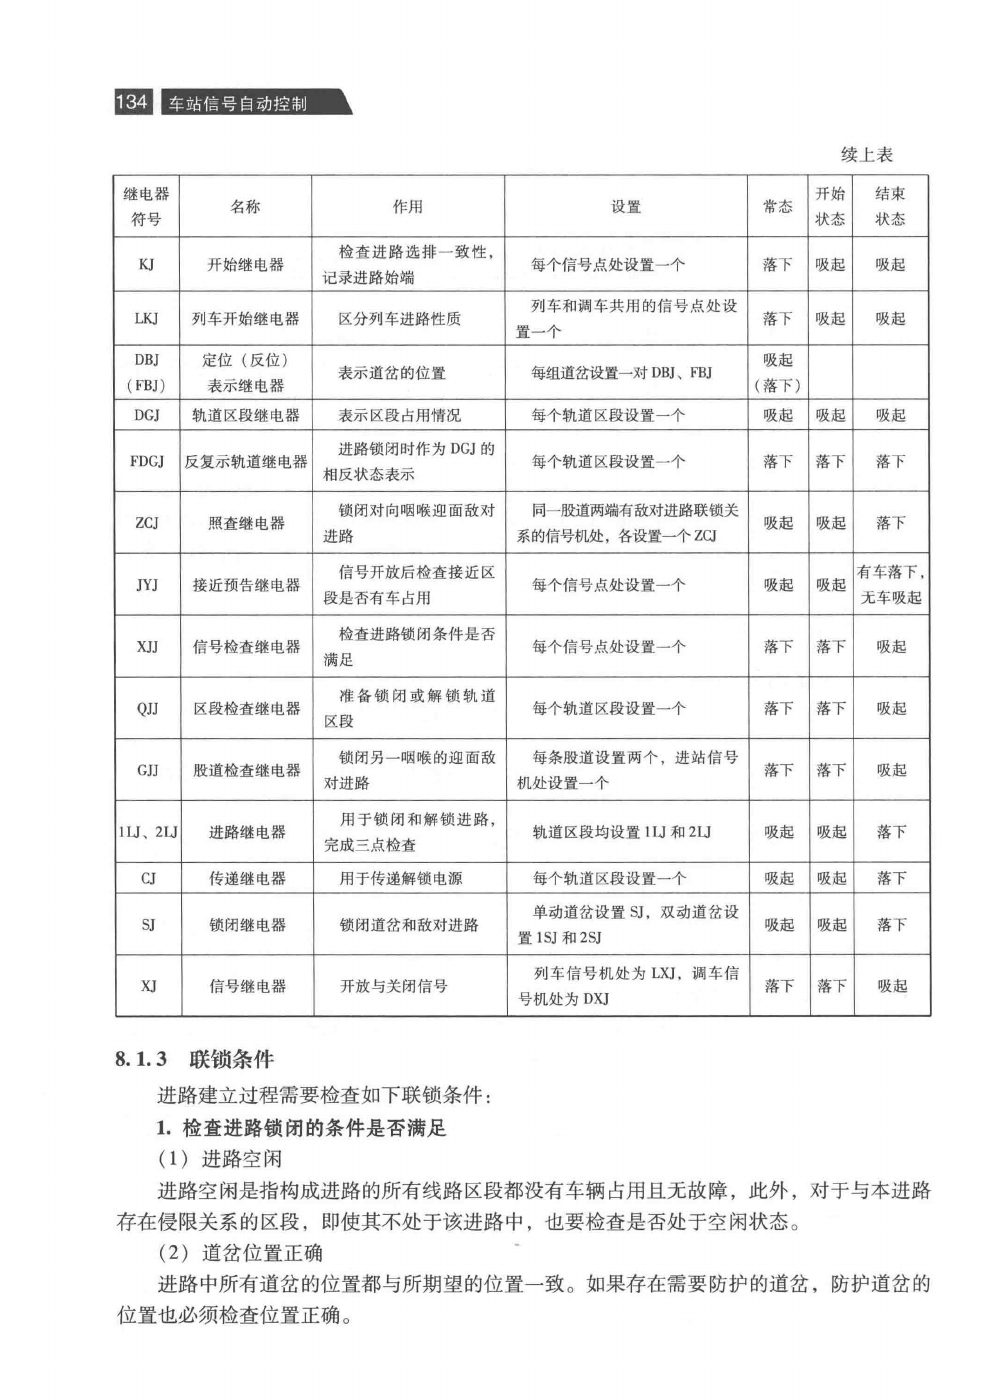 134 车站信号自动控制
续上表
继电器
符号
名称
作用
设置
常态
开始
状态
结束
状态
KJ
开始继电器
检查进路选排一致性，
记录进路始端
每个信号点处设置一个
落下
吸起
吸起
LKJ
列车开始继电器
区分列车进路性质
列车和调车共用的信号点处设
置一个
落下
吸起
吸起
DBJ
（FBJ）
定位（反位）
表示继电器
表示道岔的位置
每组道岔设置一对 DBJ、FBJ
吸起
（落下）
DGJ
轨道区段继电器
表示区段占用情况
每个轨道区段设置一个
吸起
吸起
吸起
FDGJ
反复示轨道继电器
进路锁闭时作为 DGJ 的
相反状态表示
每个轨道区段设置一个
落下
落下
落下
ZCJ
照查继电器
锁闭对向咽喉迎面敌对
进路
同一股道两端有敌对进路联锁关
系的信号机处，各设置一个 ZCJ
吸起
吸起
落下
JYJ
接近预告继电器
信号开放后检查接近区
段是否有车占用
每个信号点处设置一个
吸起
吸起
有车落下，
无车吸起
XJJ
信号检查继电器
检查进路锁闭条件是否
满足
每个信号点处设置一个
落下
落下
吸起
QJJ
区段检查继电器
准备锁闭或解锁轨道
区段
每个轨道区段设置一个
落下
落下
吸起
GJJ
股道检查继电器
锁闭另一咽喉的迎面敌
对进路
每条股道设置两个，进站信号
机处设置一个
落下
落下
吸起
1LJ、2LJ
进路继电器
用于锁闭和解锁进路，
完成三点检查
轨道区段均设置 1LJ 和 2LJ
吸起
吸起
落下
CJ
传递继电器
用于传递解锁电源
每个轨道区段设置一个
吸起
吸起
落下
SJ
锁闭继电器
锁闭道岔和敌对进路
单动道岔设置 SJ，双动道岔设
置 1SJ 和 2SJ
吸起
吸起
落下
XJ
信号继电器
开放与关闭信号
列车信号机处为 LXJ，调车信
号机处为 DXJ
落下
落下
吸起
8.1.3 联锁条件
进路建立过程需要检查如下联锁条件：
1. 检查进路锁闭的条件是否满足
（1）进路空闲
进路空闲是指构成进路的所有线路区段都没有车辆占用且无故障，此外，对于与本进路
存在侵限关系的区段，即使其不处于该进路中，也要检查是否处于空闲状态。
（2）道岔位置正确
进路中所有道岔的位置都与所期望的位置一致。如果存在需要防护的道岔，防护道岔的
位置也必须检查位置正确。